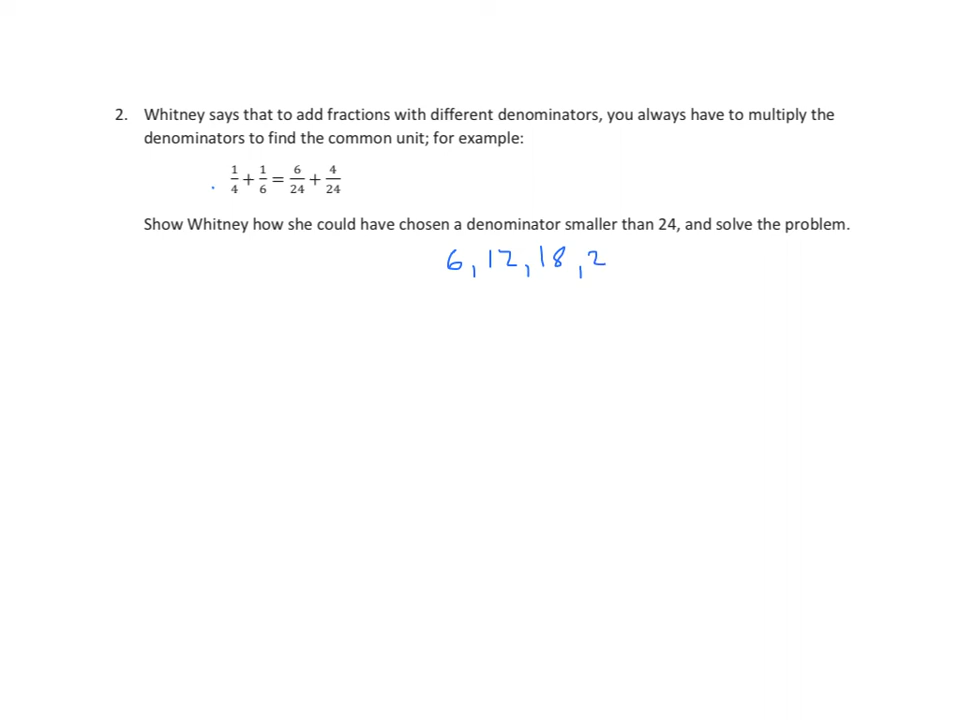 2. Whitney says that to add fractions with different denominators, you always have to multiply the
denominators to find the common unit; for example:
1/4 + 1/6 = 6/24 + 4/24
Show Whitney how she could have chosen a denominator smaller than 24, and solve the problem.
6, 12, 18, 2